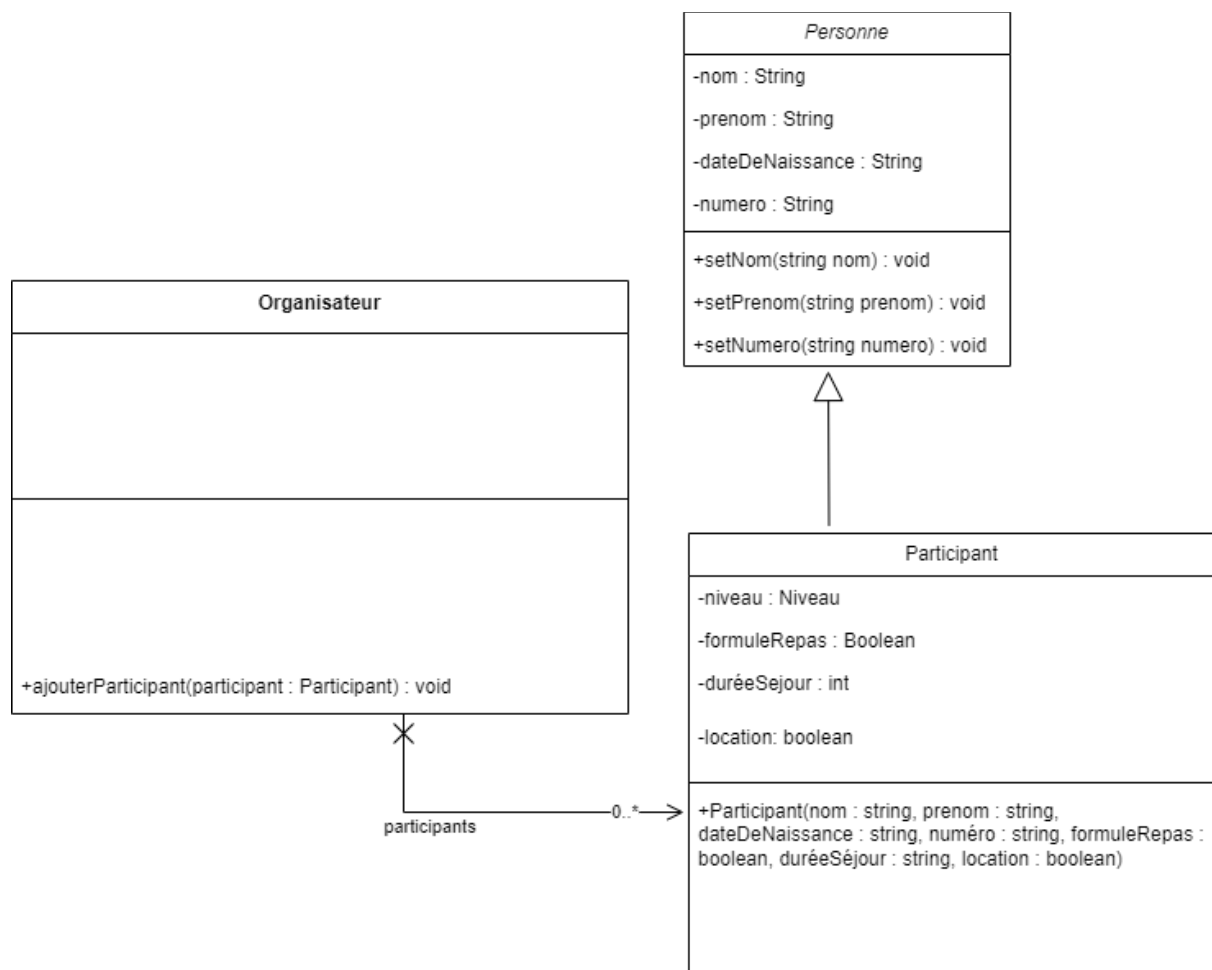 Personne
-nom : String
-prenom : String
-dateDeNaissance : String
-numero : String
+setNom(string nom) : void
+setPrenom(string prenom) : void
+setNumero(string numero) : void
Organisateur
+ajouterParticipant(participant : Participant) : void
participants
0..*
Participant
-niveau : Niveau
-formuleRepas : Boolean
-duréeSejour : int
-location: boolean
+Participant(nom : string, prenom : string,
dateDeNaissance : string, numéro : string, formuleRepas :
boolean, duréeSéjour : string, location : boolean)